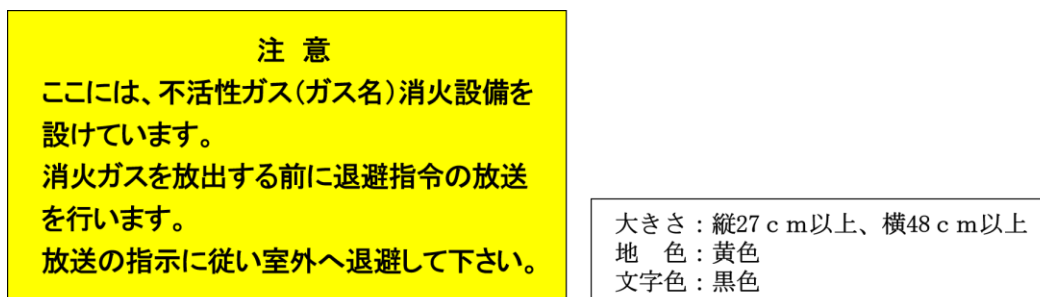 注 意
ここには、不活性ガス(ガス名)消火設備を
設けています。
消火ガスを放出する前に退避指令の放送
を行います。
放送の指示に従い室外へ退避して下さい。
大きさ：縦27ｃｍ以上、横48ｃｍ以上
地　色：黄色
文字色：黒色